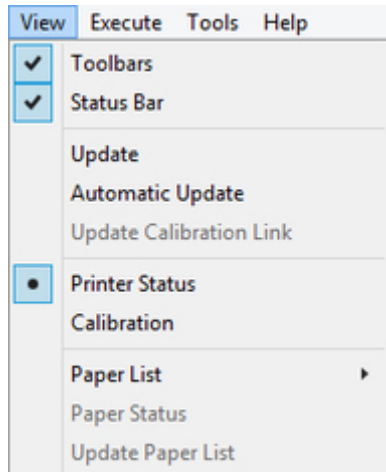 View Execute Tools Help
Toolbars
Status Bar
Update
Automatic Update
Update Calibration Link
Printer Status
Calibration
Paper List
Paper Status
Update Paper List